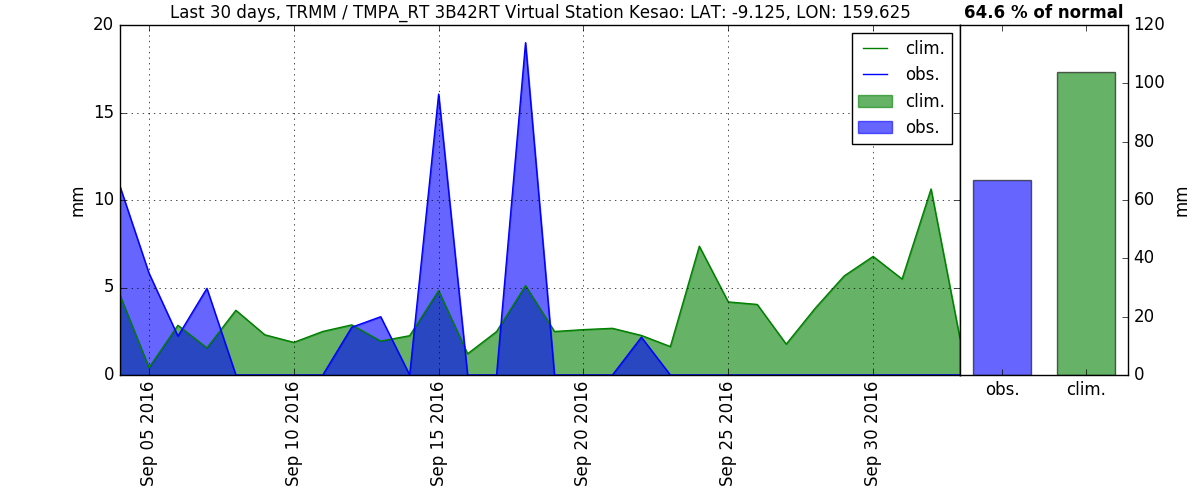 Last 30 days, TRMM / TMPA_RT 3B42RT Virtual Station Kesao: LAT: -9.125, LON: 159.625
64.6 % of normal
20
15
10
5
0
mm
clim.
obs.
clim.
obs.
Sep 05 2016
Sep 10 2016
Sep 15 2016
Sep 20 2016
Sep 25 2016
Sep 30 2016
120
100
80
60
40
20
0
mm
obs.
clim.